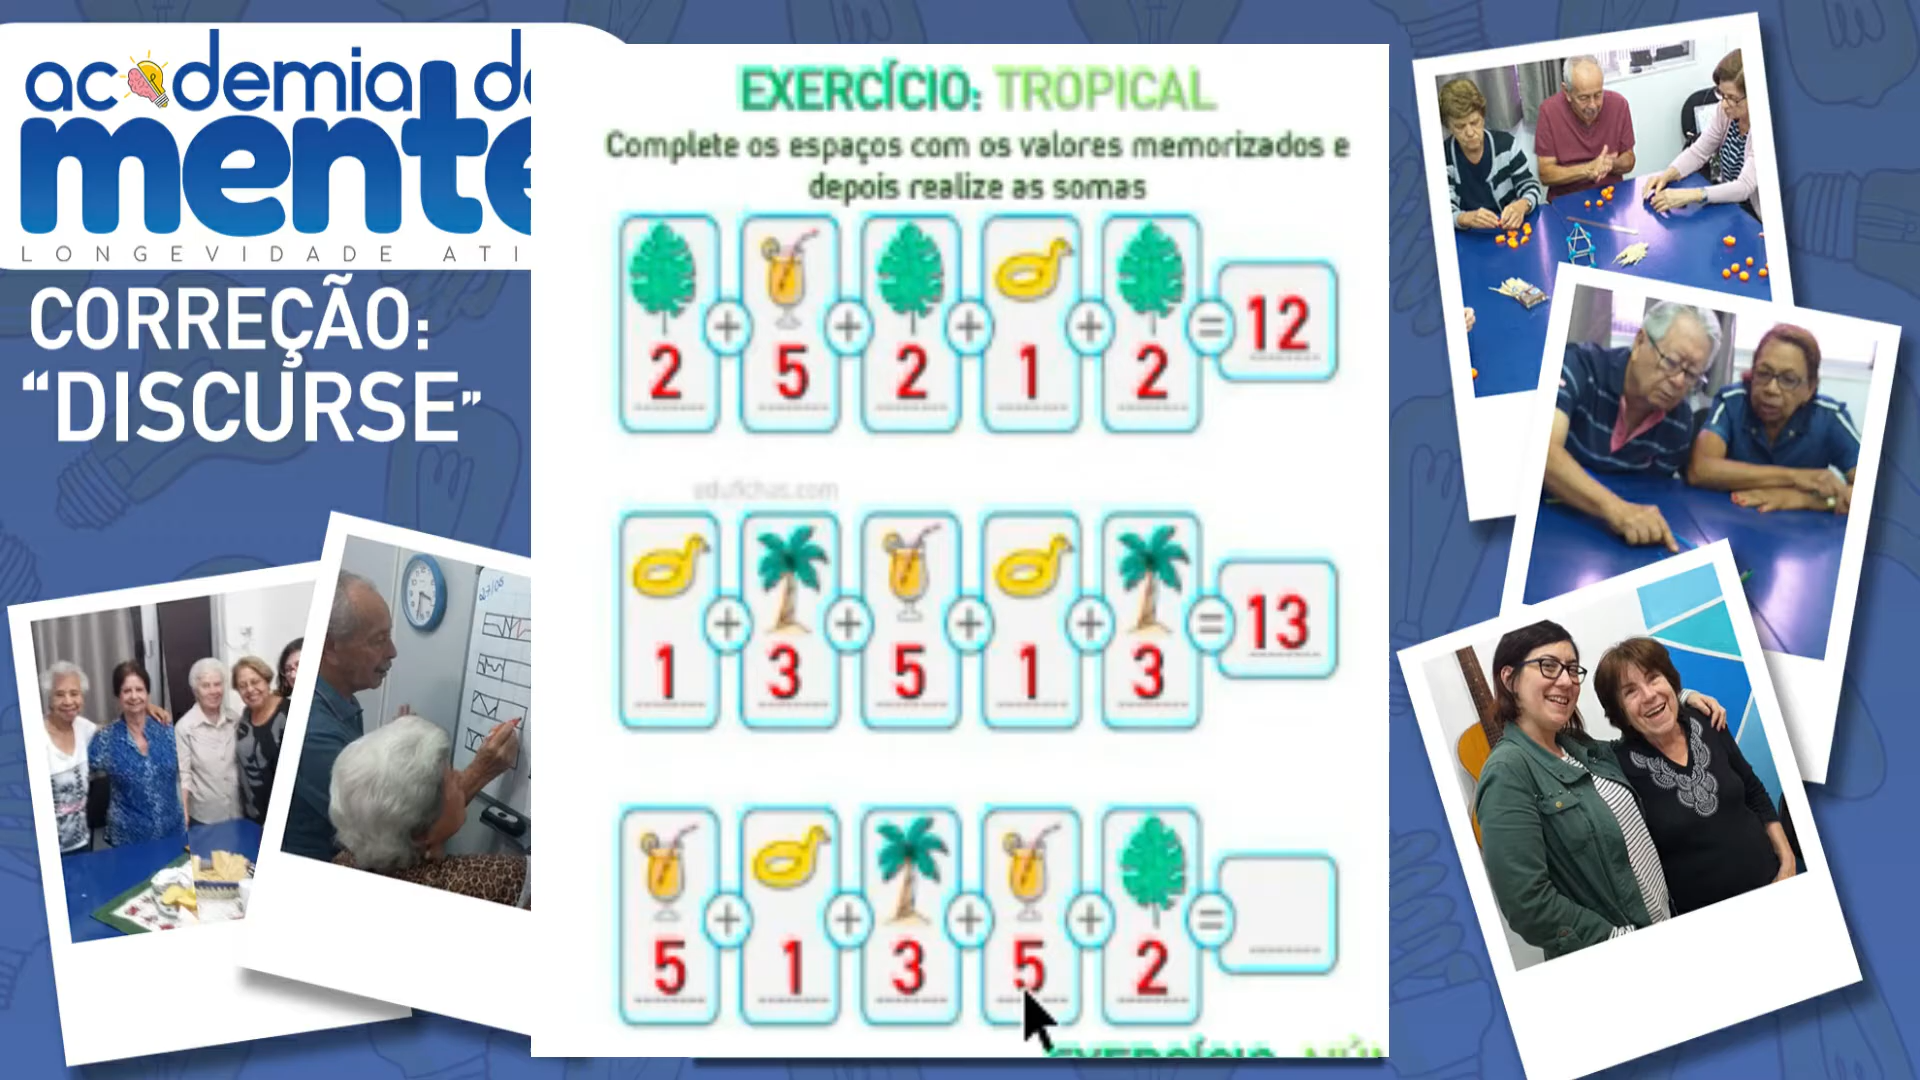 academia da
mente
LONGEVIDADE ATI
CORREÇÃO:
“DISCURSE”
EXERCÍCIO: TROPICAL
Complete os espaços com os valores memorizados e
depois realize as somas
2 + 5 + 2 + 1 + 2 = 12
edufichas.com
1 + 3 + 5 + 1 + 3 = 13
5 + 1 + 3 + 5 + 2 =
27/08